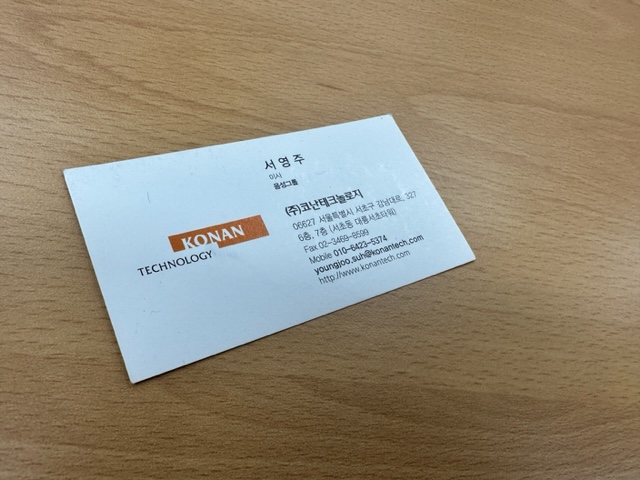 서영주
이사
음성그룹
(주)코난테크놀로지
06627 서울특별시 서초구 강남대로, 327
6층, 7층 (서초동 대륭서초타워)
Fax 02-3469-8599
Mobile 010-6423-5374
youngjoo.suh@konantech.com
http://www.konantech.com
KONAN
TECHNOLOGY